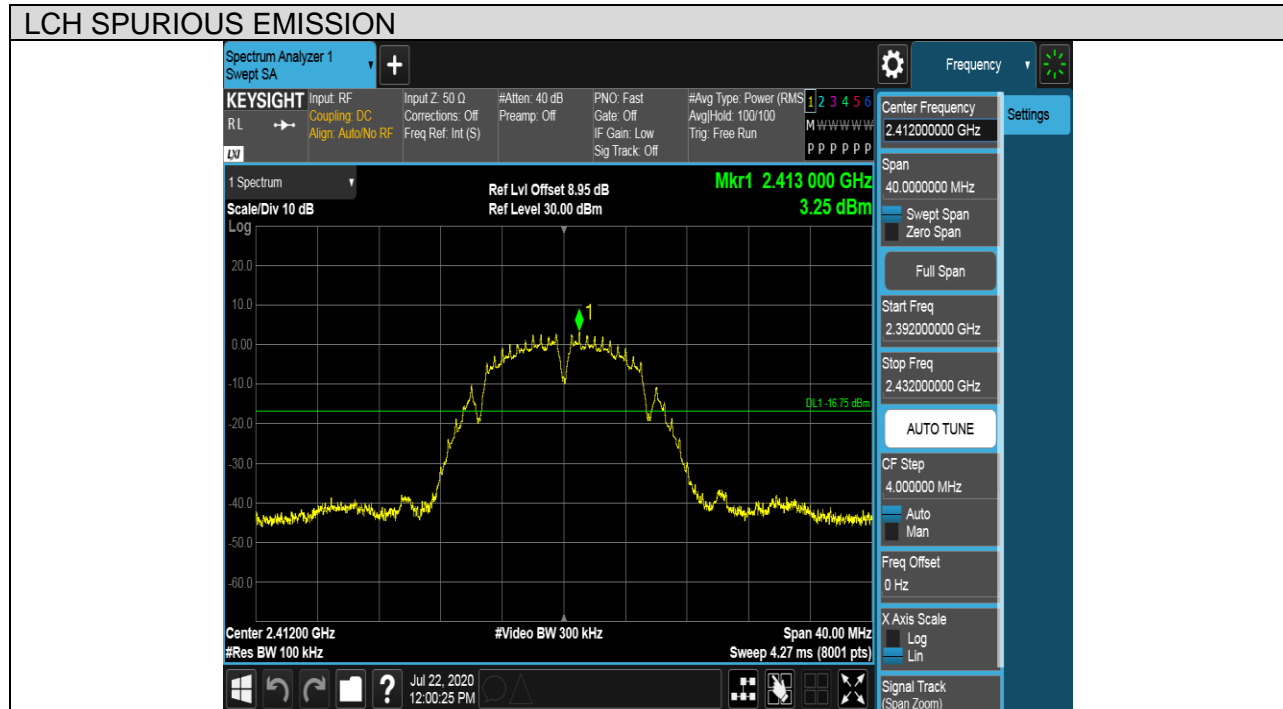 LCH SPURIOUS EMISSION
Spectrum Analyzer 1
Swept SA
Frequency
KEYSIGHT
RL
LXI
Input: RF
Coupling: DC
Align: Auto/No RF
Input Z: 50 Ω
Corrections: Off
Freq Ref: Int (S)
#Atten: 40 dB
Preamp: Off
PNO: Fast
Gate: Off
IF Gain: Low
Sig Track: Off
#Avg Type: Power (RMS
Avg|Hold: 100/100
Trig: Free Run
1 2 3 4 5 6
M W W W W W
P P P P P P
1 Spectrum
Scale/Div 10 dB
Log
Ref Lvl Offset 8.95 dB
Ref Level 30.00 dBm
Mkr1 2.413 000 GHz
3.25 dBm
20.0
10.0
0.00
-10.0
-20.0
-30.0
-40.0
-50.0
-60.0
1
DL1 -16.75 dBm
Center 2.41200 GHz
#Res BW 100 kHz
#Video BW 300 kHz
Span 40.00 MHz
Sweep 4.27 ms (8001 pts)
Jul 22, 2020
12:00:25 PM
?
Center Frequency
2.412000000 GHz
Settings
Span
40.0000000 MHz
Swept Span
Zero Span
Full Span
Start Freq
2.392000000 GHz
Stop Freq
2.432000000 GHz
AUTO TUNE
CF Step
4.000000 MHz
Auto
Man
Freq Offset
0 Hz
X Axis Scale
Log
Lin
Signal Track
(Span Zoom)